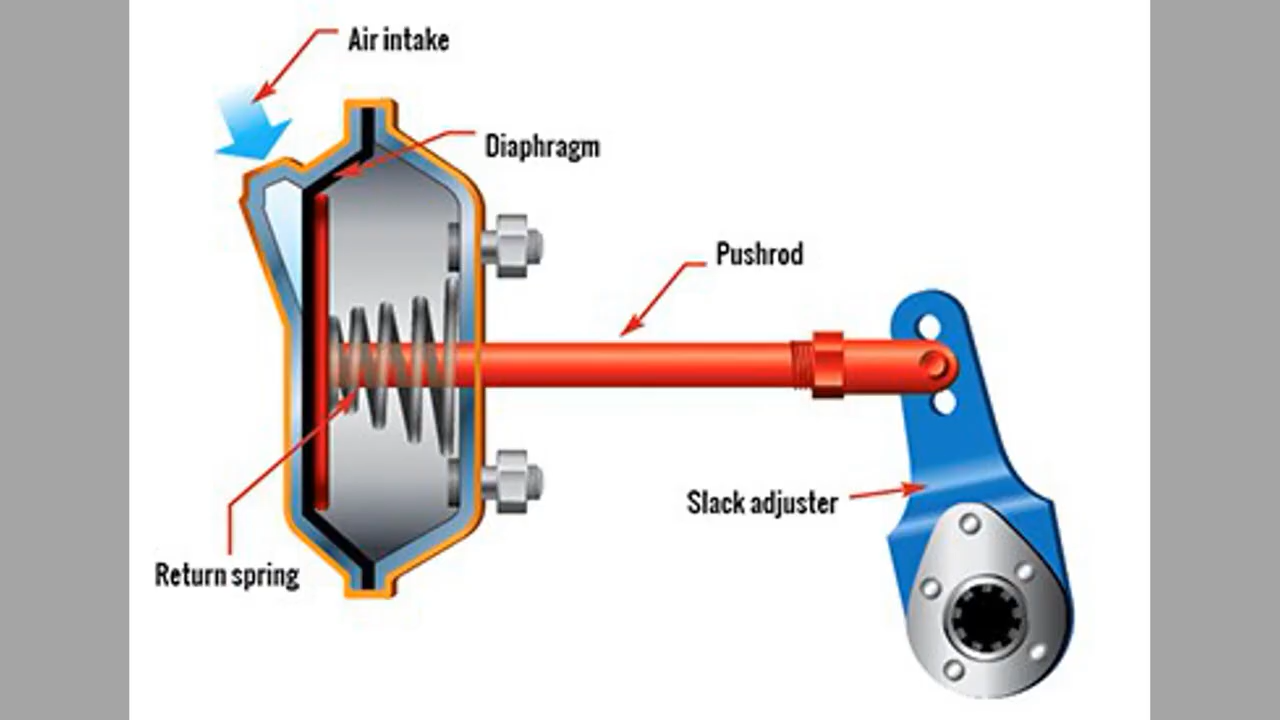 Air intake
Diaphragm
Pushrod
Slack adjuster
Return spring